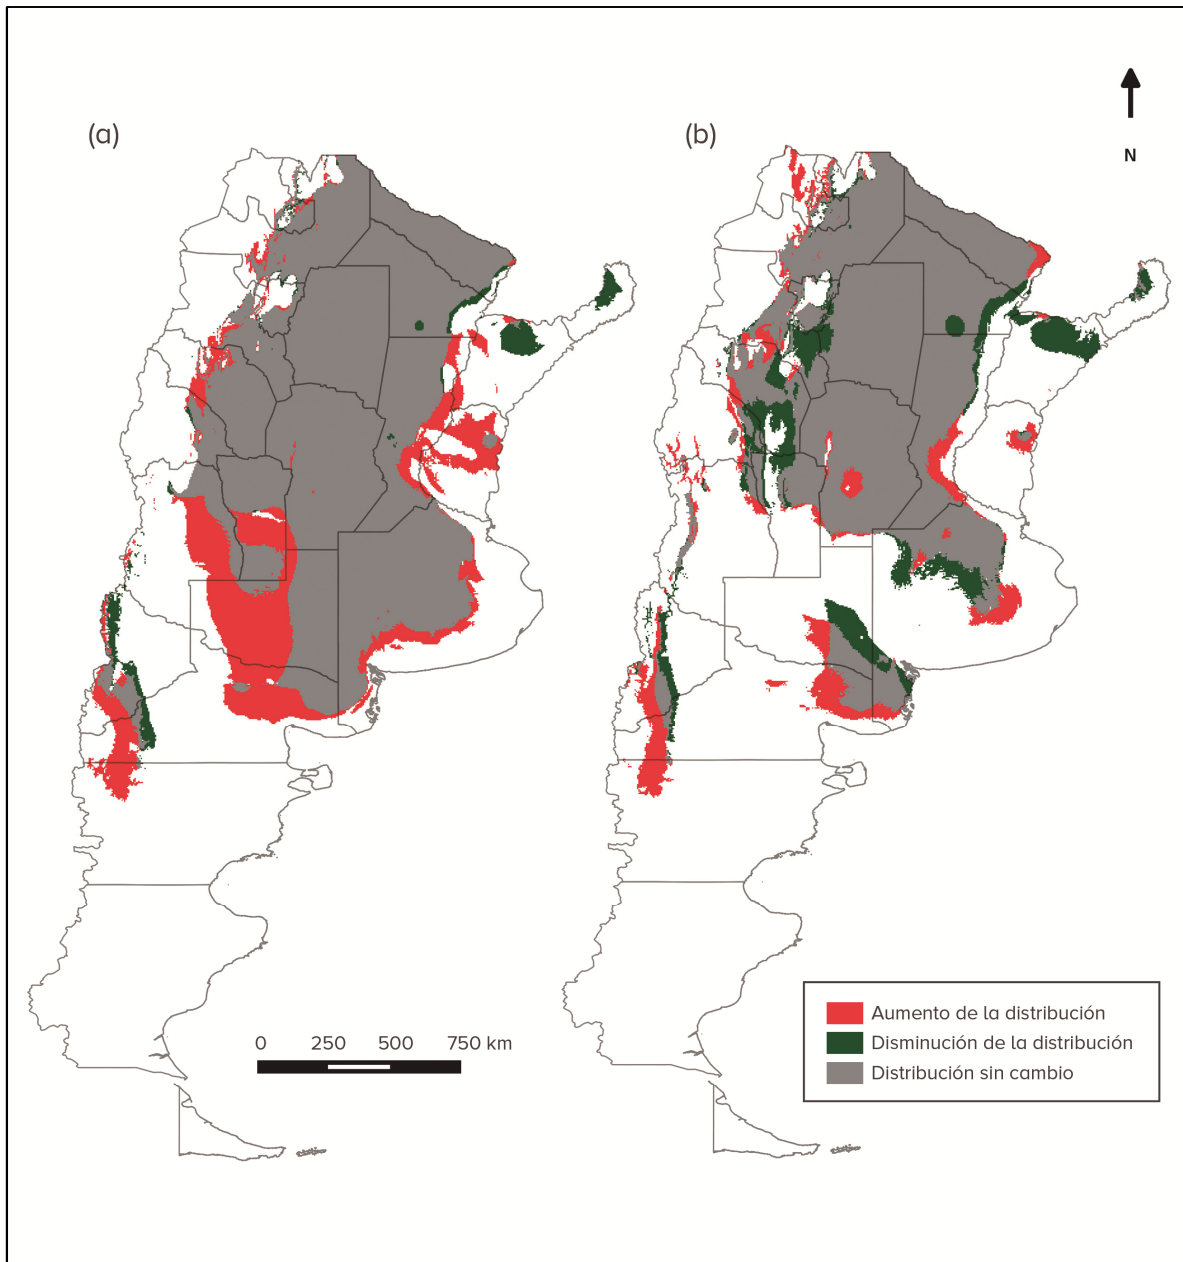 (a)
(b)
N
0 250 500 750 km
Aumento de la distribución
Disminución de la distribución
Distribución sin cambio